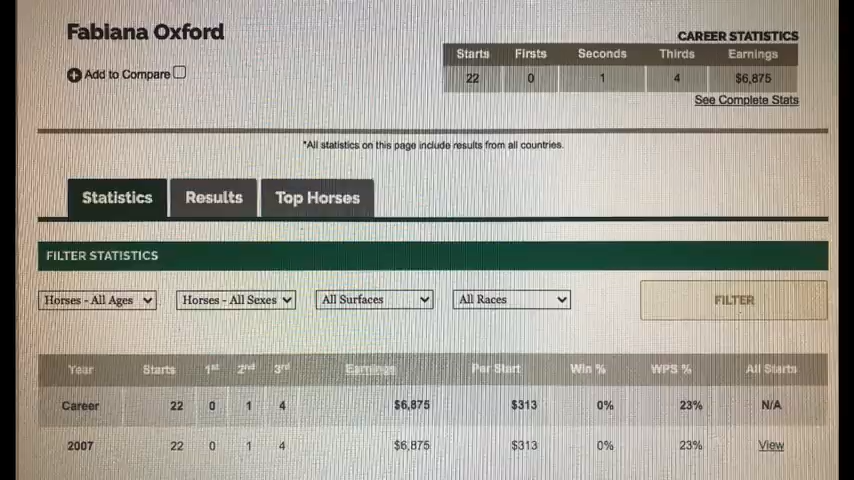 Fabiana Oxford
Add to Compare
CAREER STATISTICS
Starts Firsts Seconds Thirds Earnings
22 0 1 4 $6,875
See Complete Stats
*All statistics on this page include results from all countries.
Statistics Results Top Horses
FILTER STATISTICS
Horses - All Ages Horses - All Sexes All Surfaces All Races FILTER
Year Starts 1st 2nd 3rd Earnings Per Start Win % WPS % All Starts
Career 22 0 1 4 $6,875 $313 0% 23% N/A
2007 22 0 1 4 $6,875 $313 0% 23% View